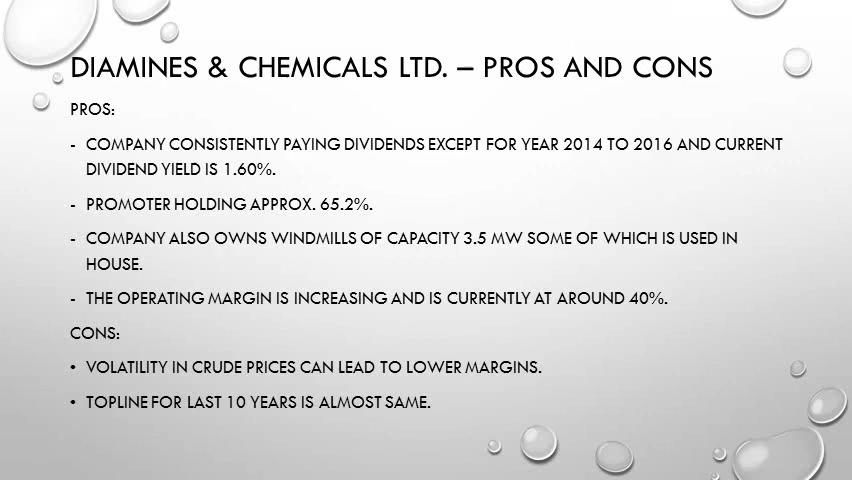 DIAMINES & CHEMICALS LTD. – PROS AND CONS
PROS:
- COMPANY CONSISTENTLY PAYING DIVIDENDS EXCEPT FOR YEAR 2014 TO 2016 AND CURRENT
DIVIDEND YIELD IS 1.60%.
- PROMOTER HOLDING APPROX. 65.2%.
- COMPANY ALSO OWNS WINDMILLS OF CAPACITY 3.5 MW SOME OF WHICH IS USED IN
HOUSE.
- THE OPERATING MARGIN IS INCREASING AND IS CURRENTLY AT AROUND 40%.
CONS:
• VOLATILITY IN CRUDE PRICES CAN LEAD TO LOWER MARGINS.
• TOPLINE FOR LAST 10 YEARS IS ALMOST SAME.